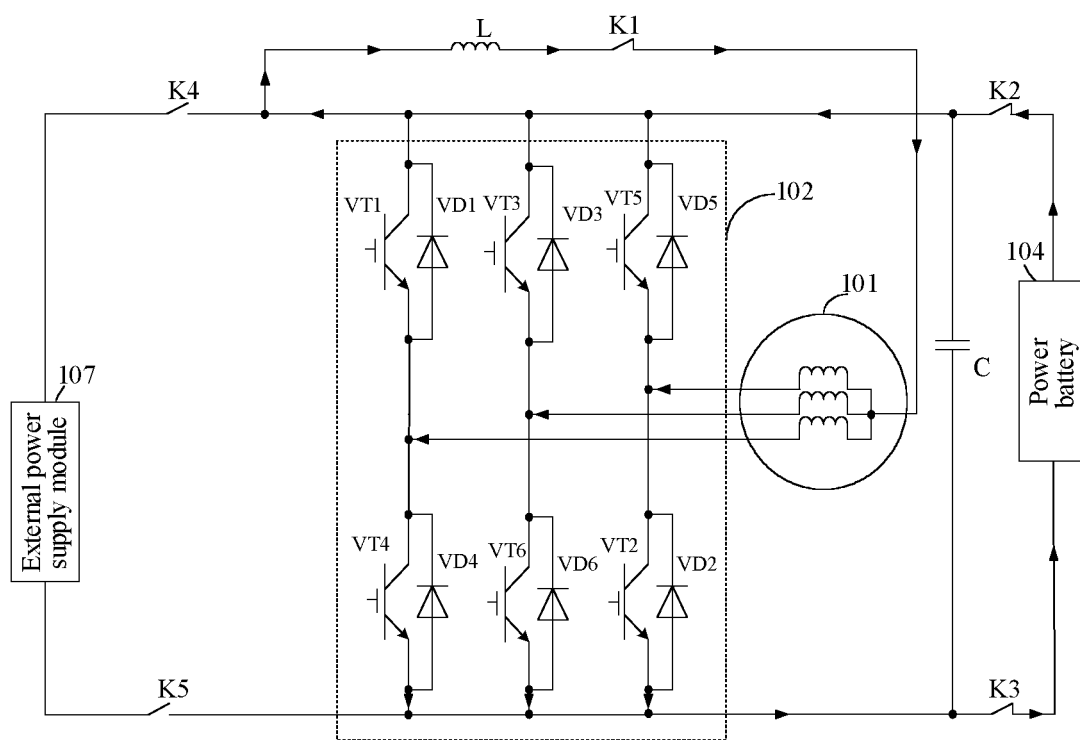 L
K1
K4
K2
VT1
VD1
VT3
VD3
VT5
VD5
102
101
104
Power
battery
C
107
External power
supply module
VT4
VD4
VT6
VD6
VT2
VD2
K5
K3